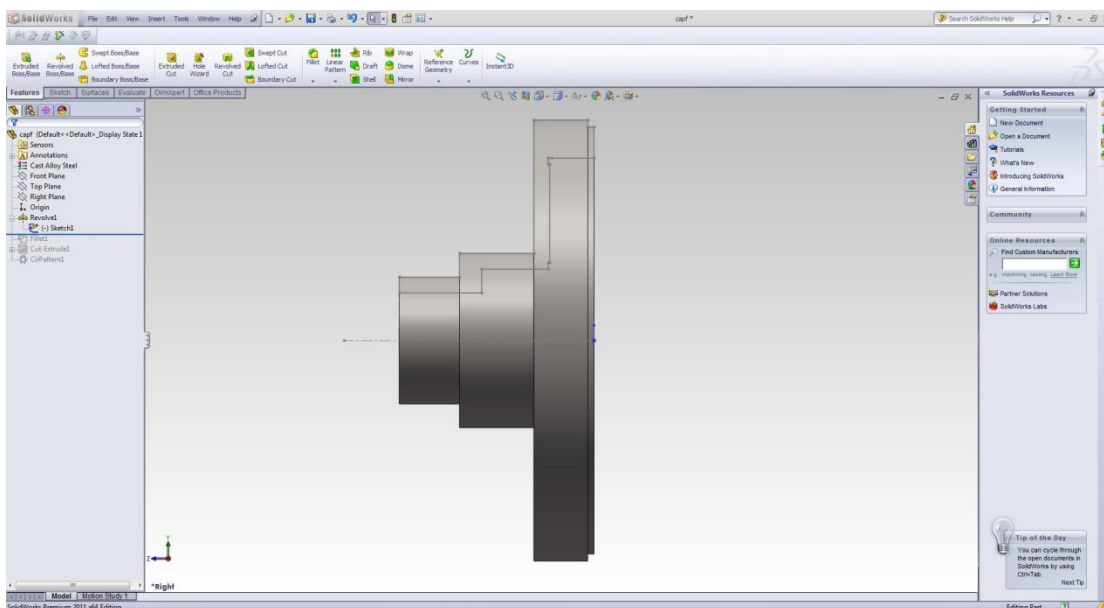 SolidWorks File Edit View Insert Tools Window Help capf * Search SolidWorks Help
Extruded Boss/Base
Revolved Boss/Base
Swept Boss/Base
Lofted Boss/Base
Boundary Boss/Base
Extruded Cut
Hole Wizard
Revolved Cut
Swept Cut
Lofted Cut
Boundary Cut
Fillet
Linear Pattern
Rib
Draft
Shell
Wrap
Dome
Mirror
Reference Geometry
Curves
Instant3D
Features Sketch Surfaces Evaluate DimXpert Office Products
capf (Default<<Default>_Display State 1
Sensors
Annotations
Cast Alloy Steel
Front Plane
Top Plane
Right Plane
Origin
Revolve1
(-) Sketch1
Fillet1
Cut-Extrude1
CirPattern1
Y
Z
*Right
SolidWorks Resources
Getting Started
New Document
Open a Document
Tutorials
What's New
Introducing SolidWorks
General Information
Community
Online Resources
Find Custom Manufacturers
e.g., machining, casting Learn More
Partner Solutions
SolidWorks Labs
Tip of the Day
You can cycle through
the open documents in
SolidWorks by using
Ctrl+Tab.
Next Tip
Model Motion Study 1
SolidWorks Premium 2011 x64 Edition Editing Part